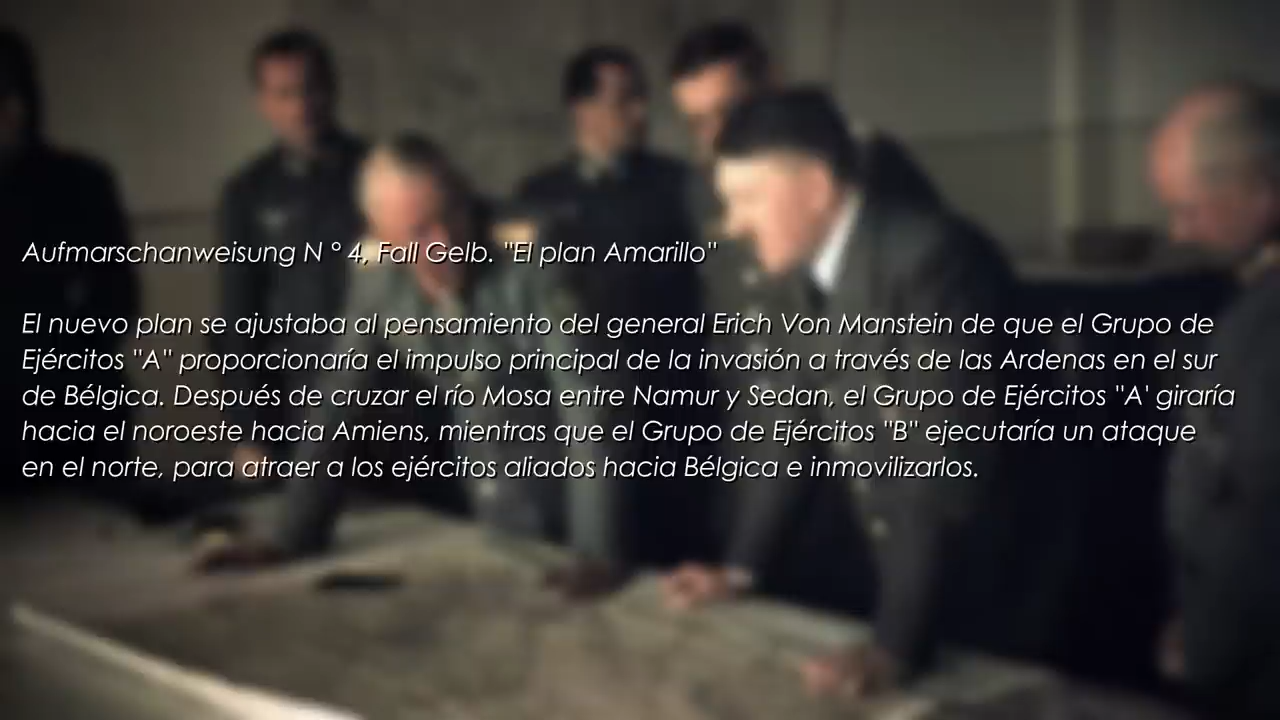 Aufmarschanweisung N ° 4, Fall Gelb. "El plan Amarillo"
El nuevo plan se ajustaba al pensamiento del general Erich Von Manstein de que el Grupo de
Ejércitos "A" proporcionaría el impulso principal de la invasión a través de las Ardenas en el sur
de Bélgica. Después de cruzar el río Mosa entre Namur y Sedan, el Grupo de Ejércitos "A' giraría
hacia el noroeste hacia Amiens, mientras que el Grupo de Ejércitos "B" ejecutaría un ataque
en el norte, para atraer a los ejércitos aliados hacia Bélgica e inmovilizarlos.